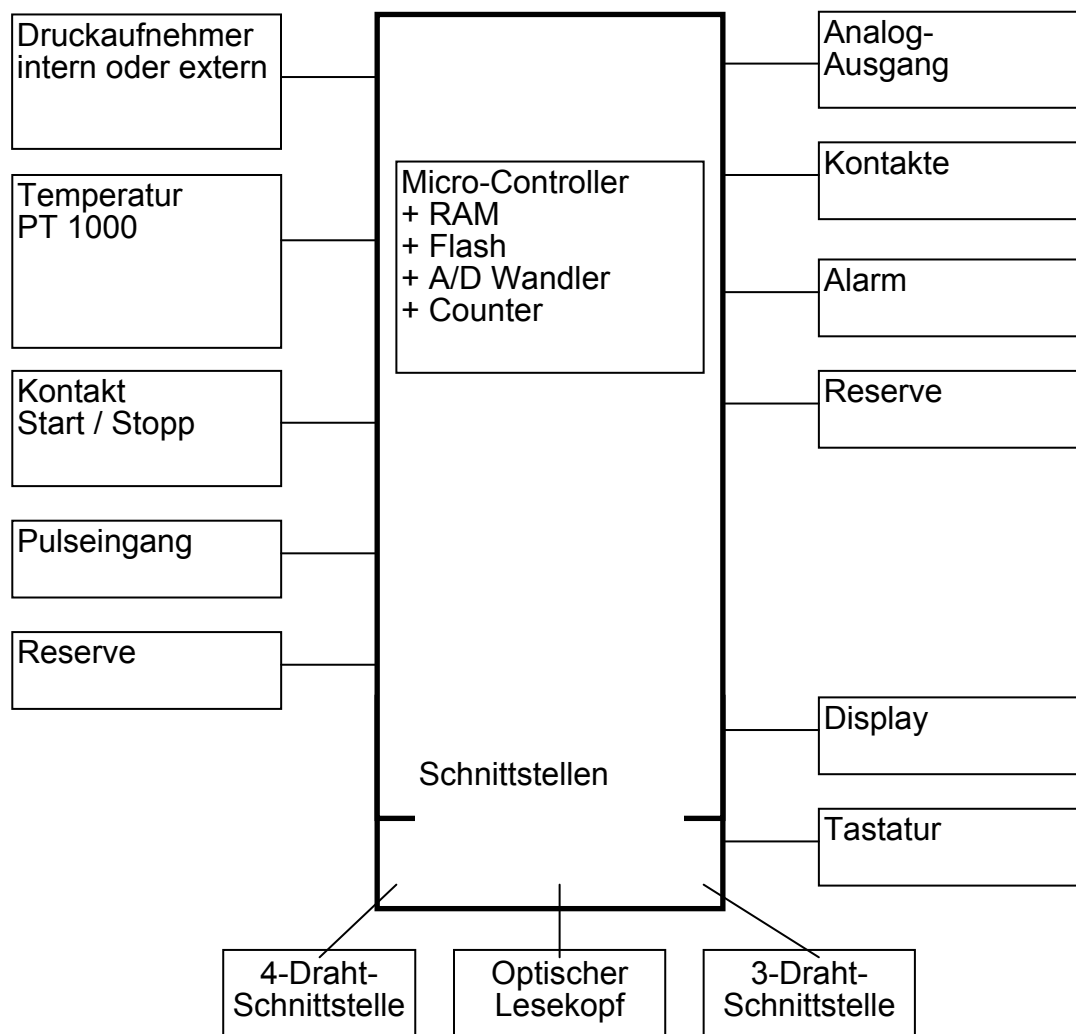 Druckaufnehmer
intern oder extern
Temperatur
PT 1000
Kontakt
Start / Stopp
Pulseingang
Reserve
Micro-Controller
+ RAM
+ Flash
+ A/D Wandler
+ Counter
Schnittstellen
Analog-
Ausgang
Kontakte
Alarm
Reserve
Display
Tastatur
4-Draht-
Schnittstelle
Optischer
Lesekopf
3-Draht-
Schnittstelle